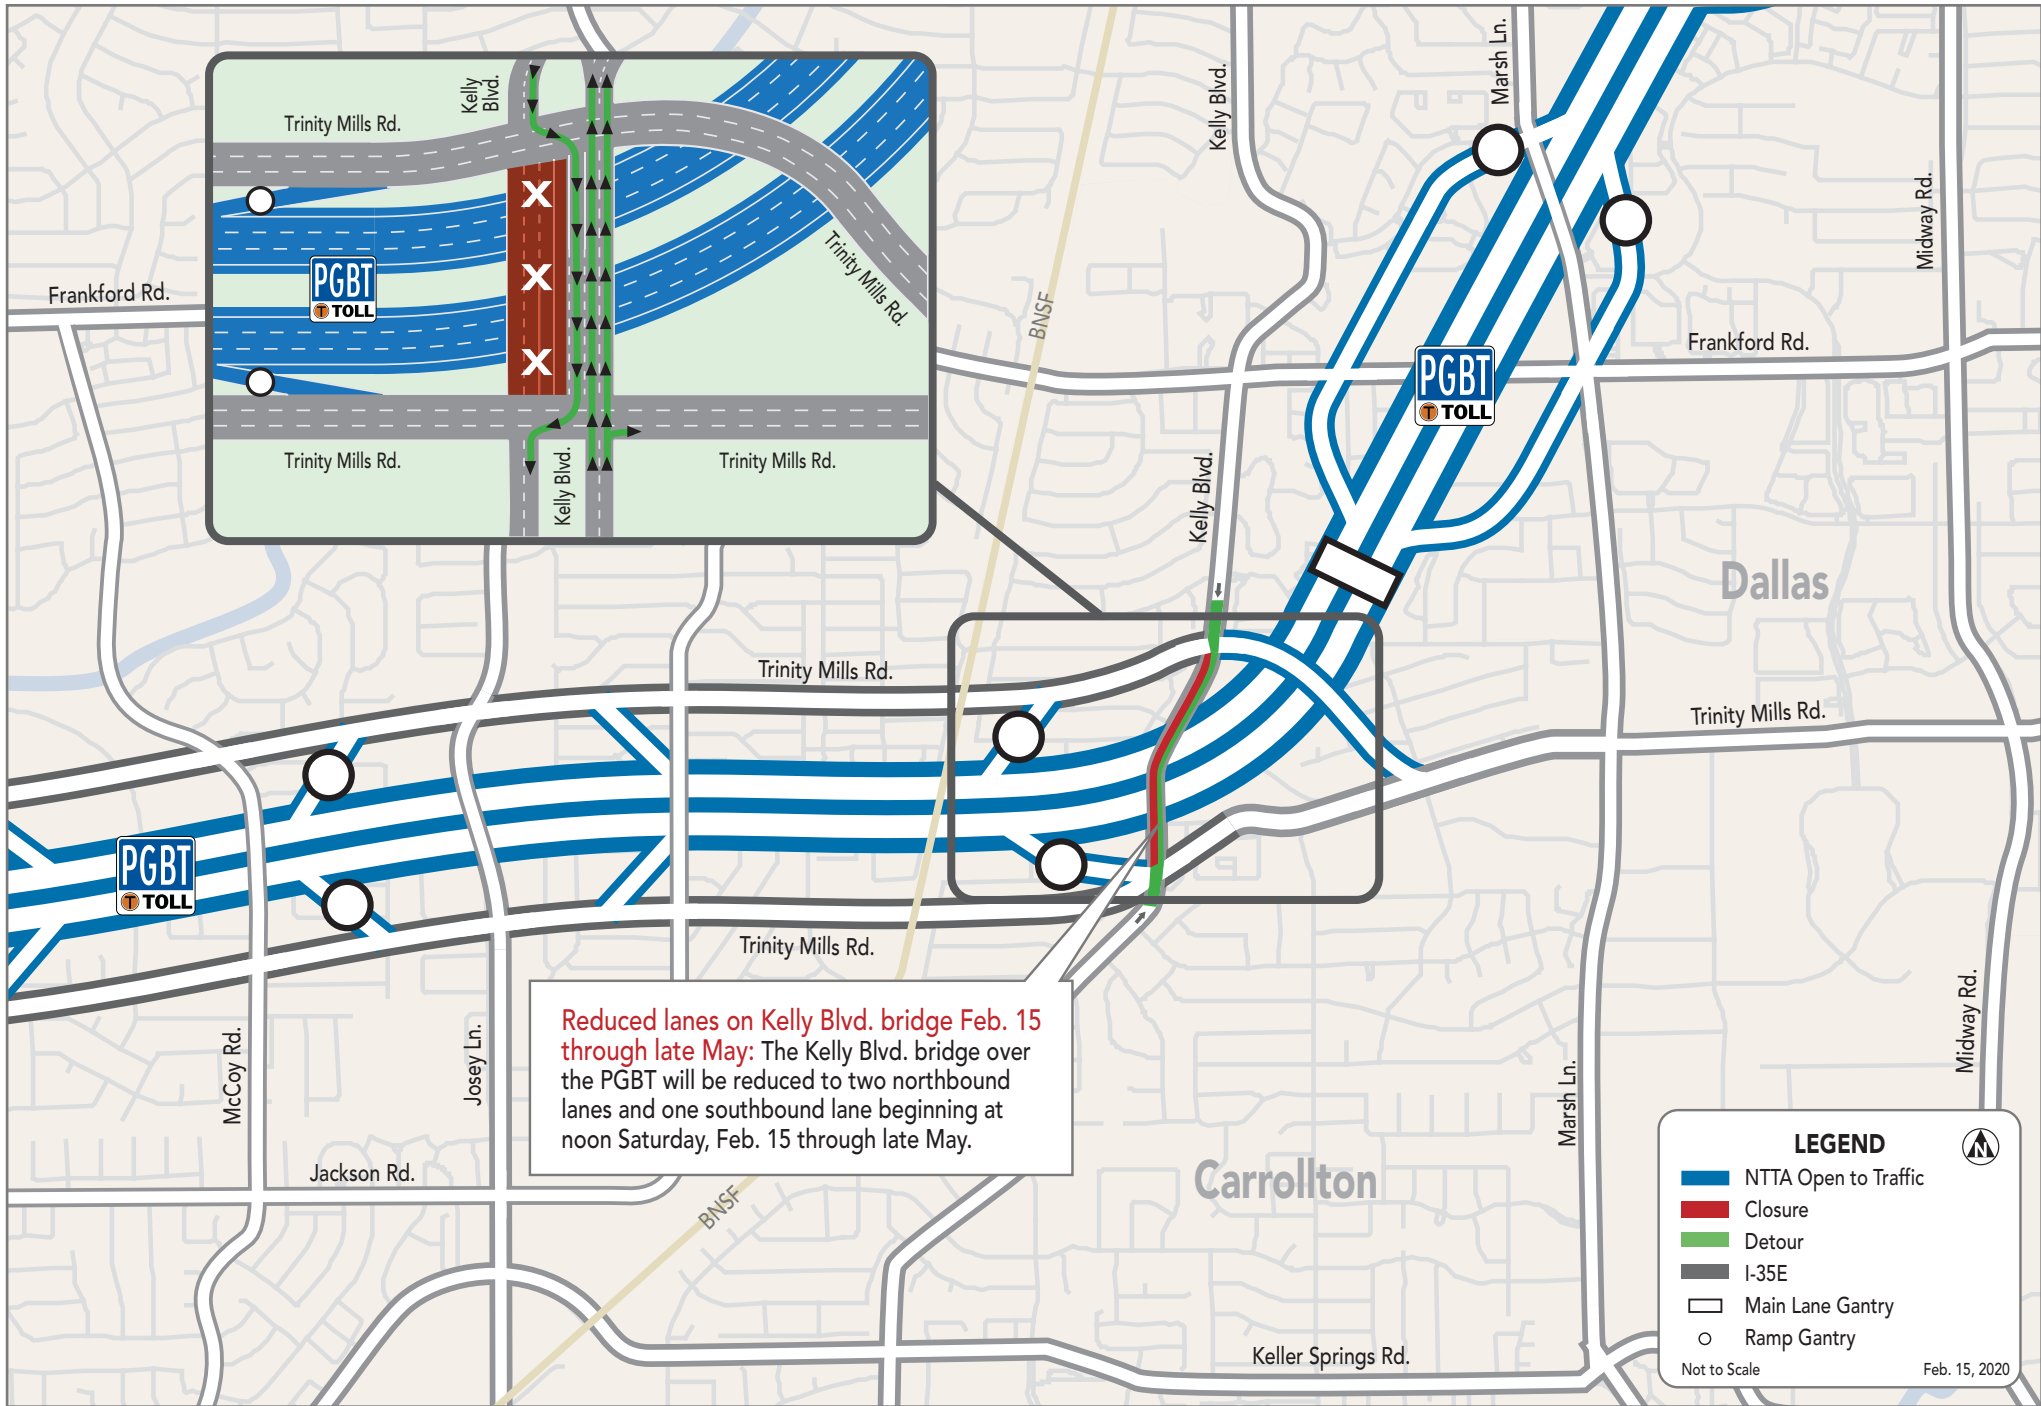 Kelly
Blvd.
Trinity Mills Rd.
PGBT
T TOLL
Trinity Mills Rd.
Trinity Mills Rd.
Kelly Blvd.
Trinity Mills Rd.
Frankford Rd.
BNSF
Kelly Blvd.
Marsh Ln.
Midway Rd.
Frankford Rd.
PGBT
T TOLL
Kelly Blvd.
Dallas
Trinity Mills Rd.
Trinity Mills Rd.
PGBT
T TOLL
Trinity Mills Rd.
McCoy Rd.
Josey Ln.
Reduced lanes on Kelly Blvd. bridge Feb. 15
through late May: The Kelly Blvd. bridge over
the PGBT will be reduced to two northbound
lanes and one southbound lane beginning at
noon Saturday, Feb. 15 through late May.
Marsh Ln.
Midway Rd.
Jackson Rd.
BNSF
Carrollton
Keller Springs Rd.
LEGEND
N
NTTA Open to Traffic
Closure
Detour
I-35E
Main Lane Gantry
Ramp Gantry
Not to Scale
Feb. 15, 2020